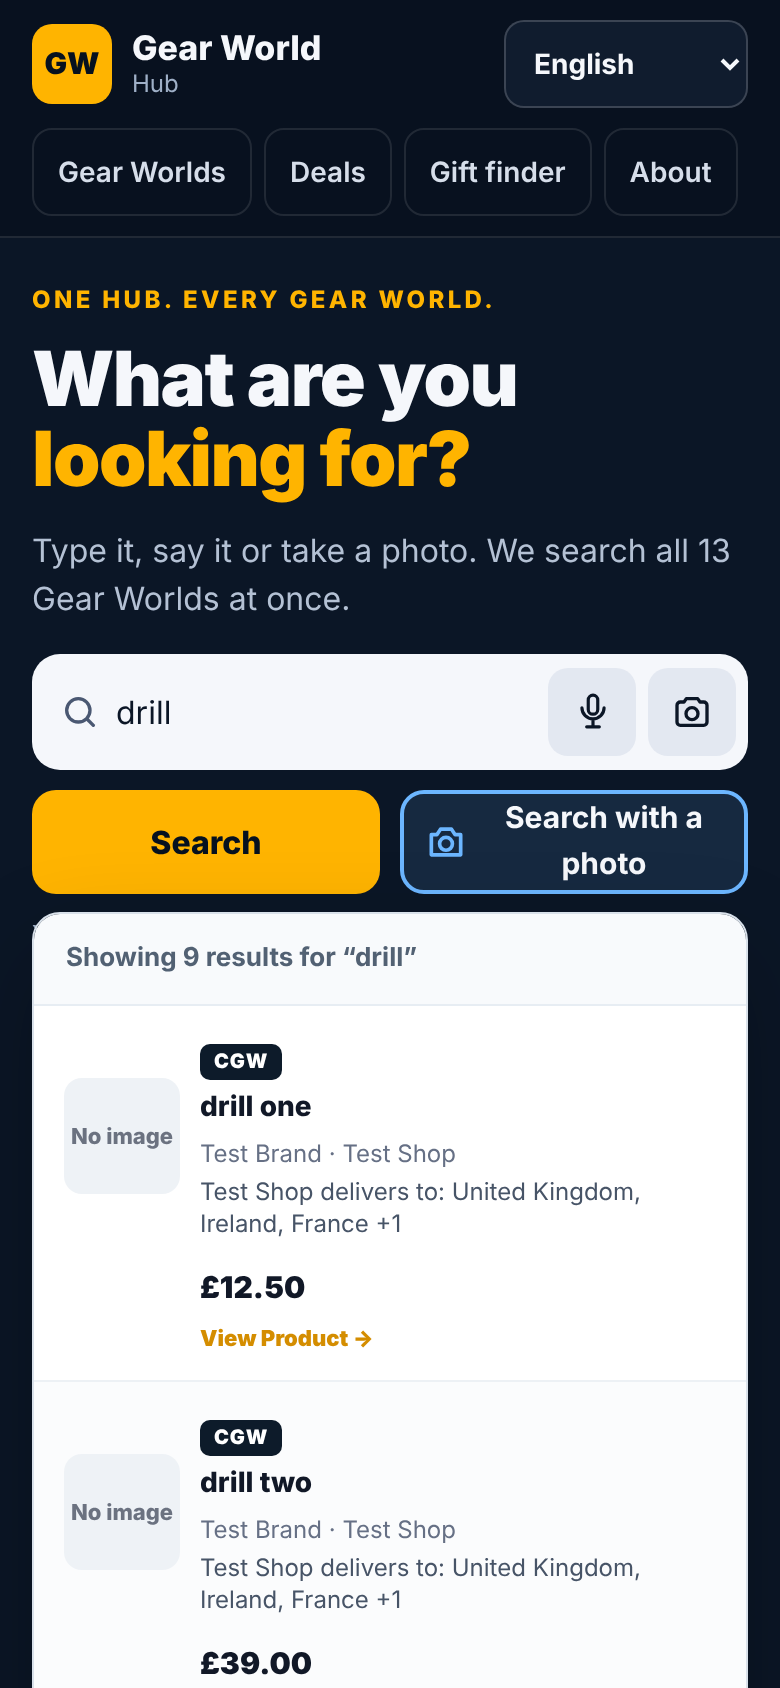 GW
Gear World
Hub
English
Gear Worlds
Deals
Gift finder
About
ONE HUB. EVERY GEAR WORLD.
What are you
looking for?
Type it, say it or take a photo. We search all 13
Gear Worlds at once.
drill
Search
Search with a
photo
Showing 9 results for “drill”
CGW
No image
drill one
Test Brand · Test Shop
Test Shop delivers to: United Kingdom,
Ireland, France +1
£12.50
View Product →
CGW
No image
drill two
Test Brand · Test Shop
Test Shop delivers to: United Kingdom,
Ireland, France +1
£39.00